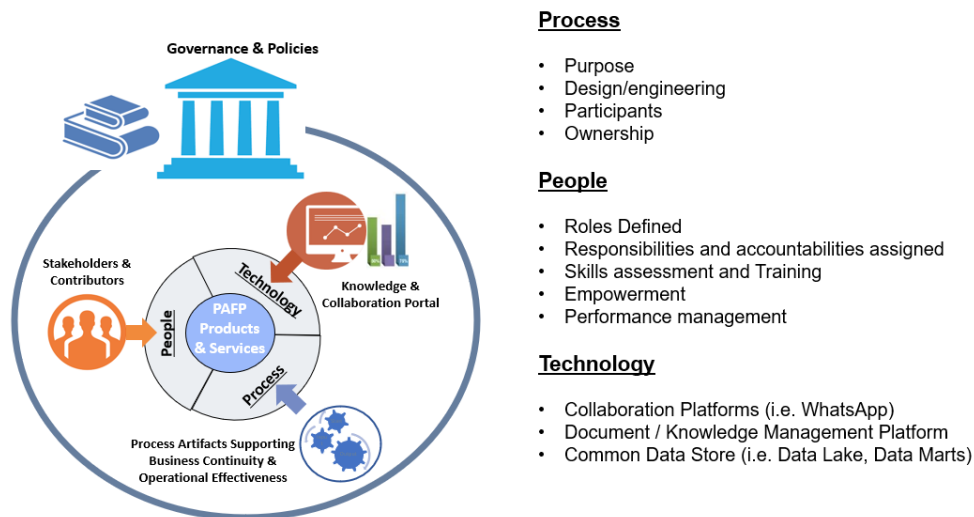 Governance & Policies
Stakeholders &
Contributors
People
Technology
Process
PAFP
Products
& Services
Knowledge &
Collaboration Portal
Process Artifacts Supporting
Business Continuity &
Operational Effectiveness
Process
• Purpose
• Design/engineering
• Participants
• Ownership
People
• Roles Defined
• Responsibilities and accountabilities assigned
• Skills assessment and Training
• Empowerment
• Performance management
Technology
• Collaboration Platforms (i.e. WhatsApp)
• Document / Knowledge Management Platform
• Common Data Store (i.e. Data Lake, Data Marts)